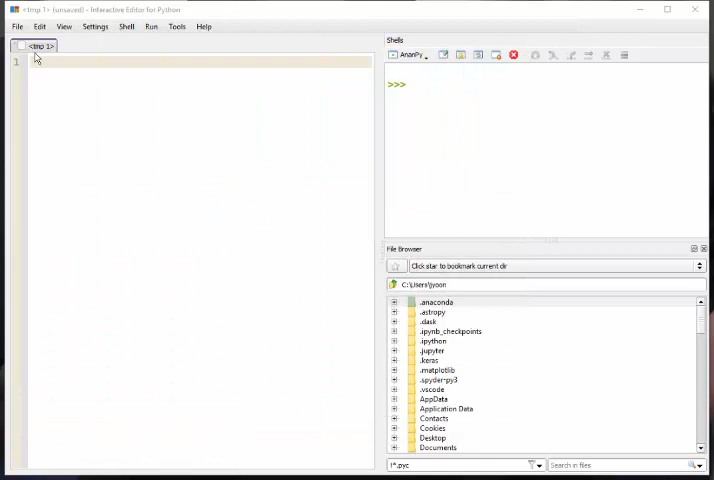 <tmp 1> (unsaved) - Interactive Editor for Python
File Edit View Settings Shell Run Tools Help
<tmp 1>
1
Shells
AnanPy
>>>
File Browser
Click star to bookmark current dir
C:\Users\jyoon
.anaconda
.astropy
.dask
.ipynb_checkpoints
.ipython
.jupyter
.keras
.matplotlib
.spyder-py3
.vscode
AppData
Application Data
Contacts
Cookies
Desktop
Documents
!*.pyc
Search in files